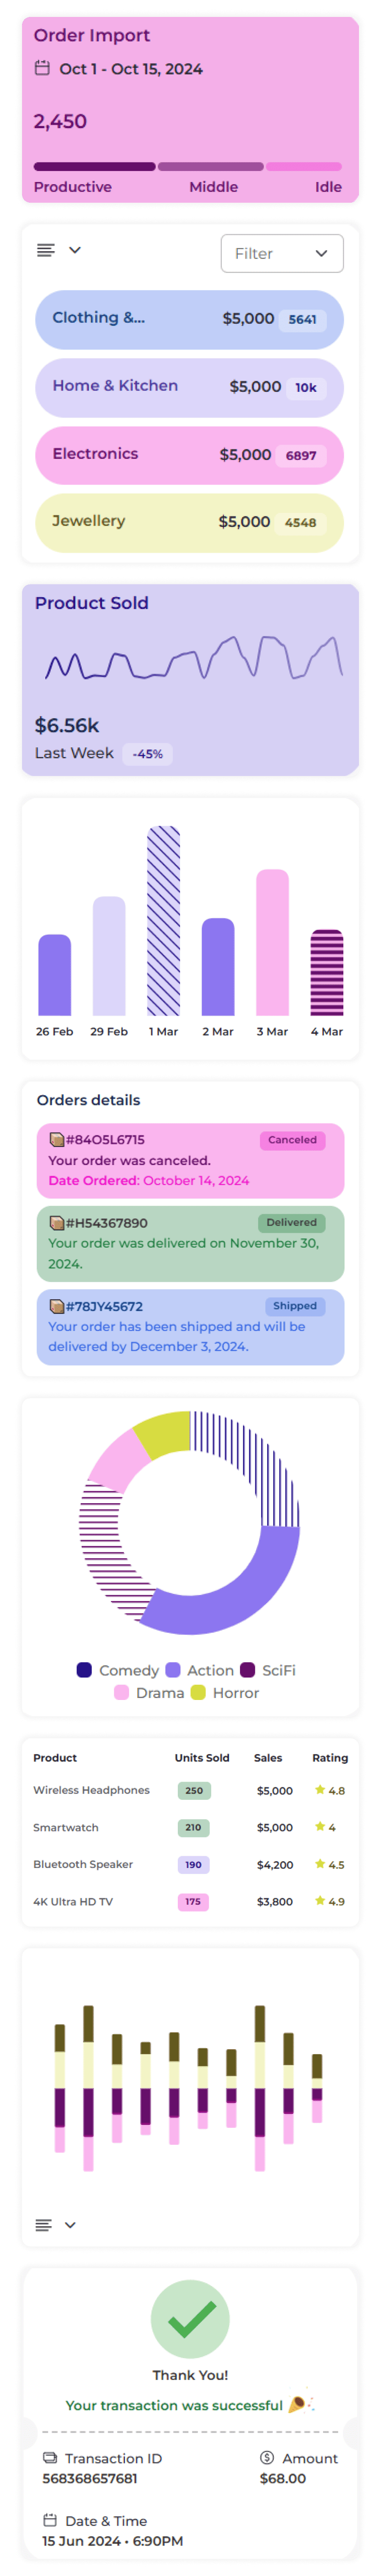 Order Import
Oct 1 - Oct 15, 2024
2,450
Productive Middle Idle
Filter
Clothing &... $5,000 5641
Home & Kitchen $5,000 10k
Electronics $5,000 6897
Jewellery $5,000 4548
Product Sold
$6.56k
Last Week -45%
26 Feb 29 Feb 1 Mar 2 Mar 3 Mar 4 Mar
Orders details
#84O5L6715 Canceled
Your order was canceled.
Date Ordered: October 14, 2024
#H54367890 Delivered
Your order was delivered on November 30,
2024.
#78JY45672 Shipped
Your order has been shipped and will be
delivered by December 3, 2024.
Comedy Action SciFi
Drama Horror
Product Units Sold Sales Rating
Wireless Headphones 250 $5,000 4.8
Smartwatch 210 $5,000 4
Bluetooth Speaker 190 $4,200 4.5
4K Ultra HD TV 175 $3,800 4.9
Thank You!
Your transaction was successful
Transaction ID Amount
568368657681 $68.00
Date & Time
15 Jun 2024 • 6:90PM